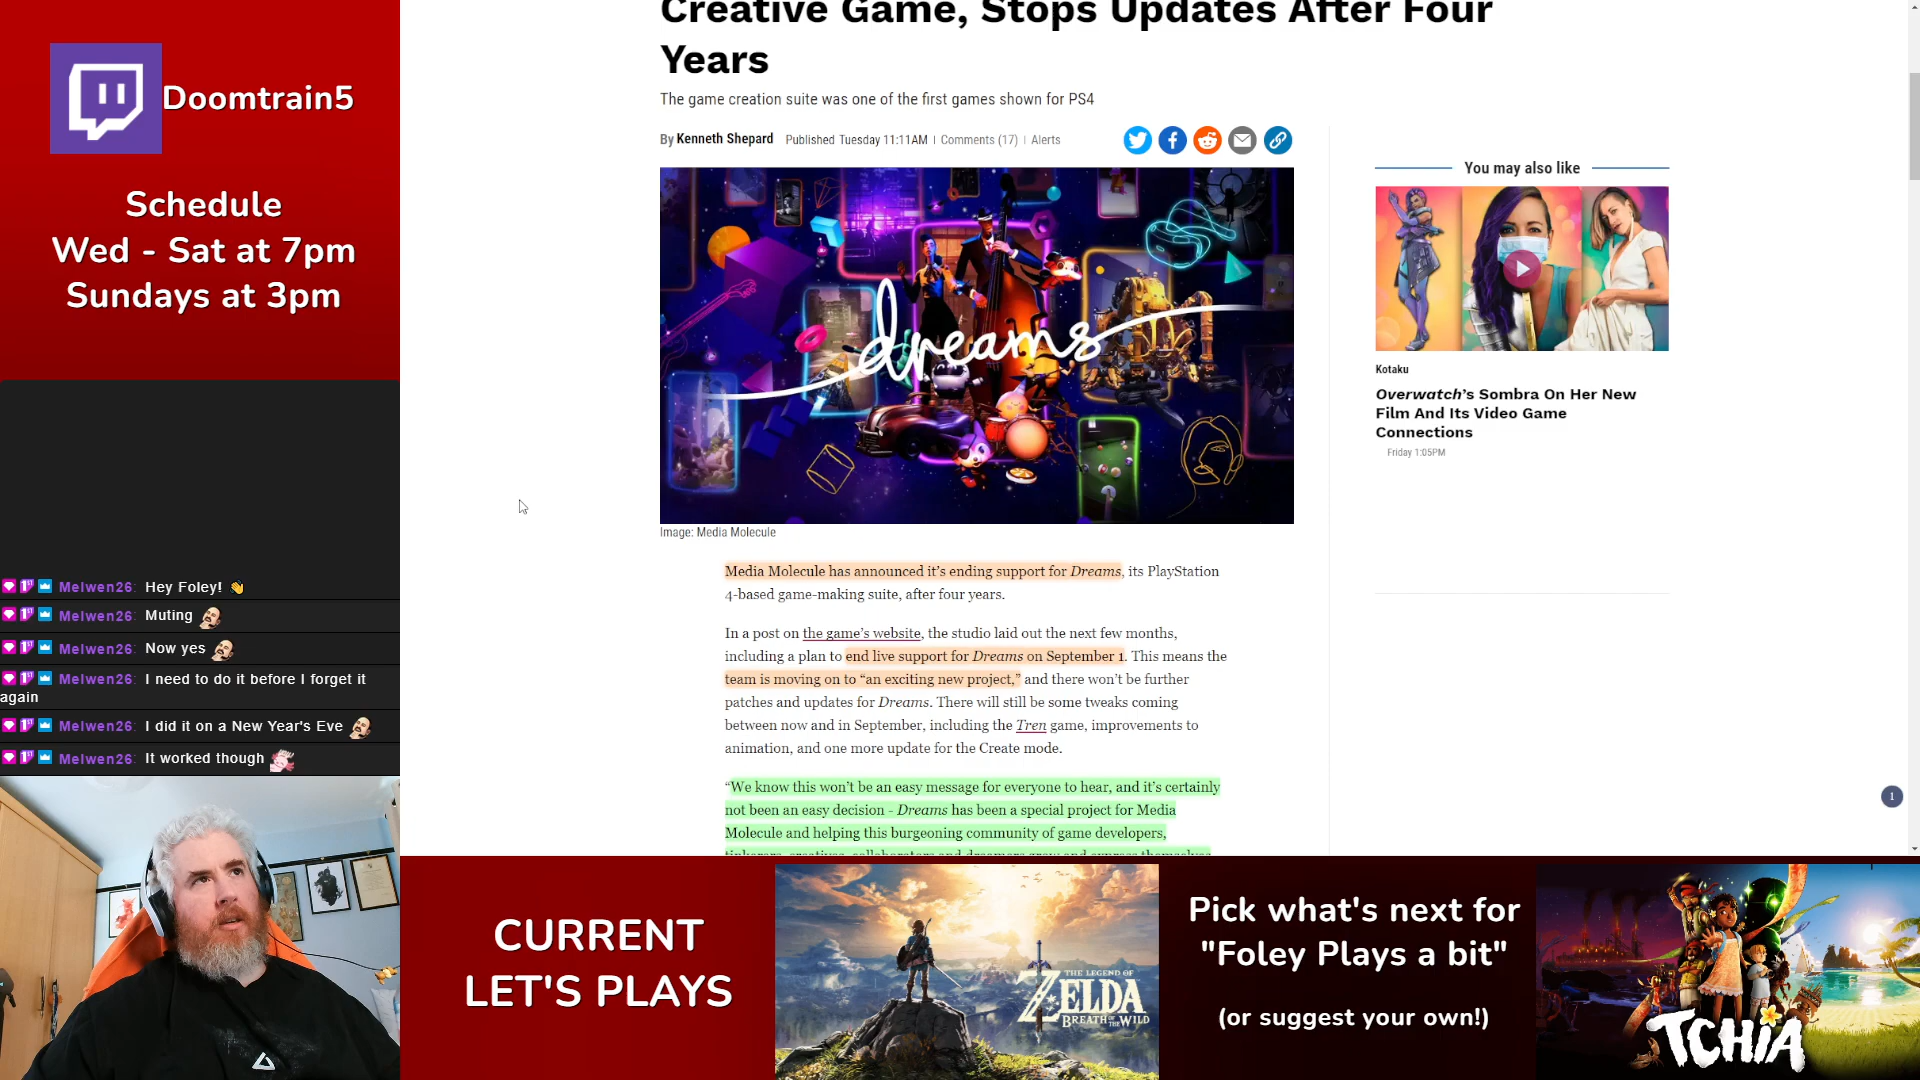 Doomtrain5
Schedule
Wed - Sat at 7pm
Sundays at 3pm
Melwen26: Hey Foley!
Melwen26: Muting
Melwen26: Now yes
Melwen26: I need to do it before I forget it
again
Melwen26: I did it on a New Year's Eve
Melwen26: It worked though
Creative Game, Stops Updates After Four
Years
The game creation suite was one of the first games shown for PS4
By Kenneth Shepard Published Tuesday 11:11AM | Comments (17) | Alerts
dreams
Image: Media Molecule
Media Molecule has announced it's ending support for Dreams, its PlayStation
4-based game-making suite, after four years.
In a post on the game's website, the studio laid out the next few months,
including a plan to end live support for Dreams on September 1. This means the
team is moving on to “an exciting new project,” and there won't be further
patches and updates for Dreams. There will still be some tweaks coming
between now and in September, including the Tren game, improvements to
animation, and one more update for the Create mode.
“We know this won't be an easy message for everyone to hear, and it's certainly
not been an easy decision - Dreams has been a special project for Media
Molecule and helping this burgeoning community of game developers,
tinkerers, creatives, collaborators and dreamers grow and express themselves
You may also like
Kotaku
Overwatch's Sombra On Her New
Film And Its Video Game
Connections
Friday 1:05PM
1
CURRENT
LET'S PLAYS
THE LEGEND OF
ZELDA
BREATH OF THE WILD
Pick what's next for
"Foley Plays a bit"
(or suggest your own!)
TCHIA